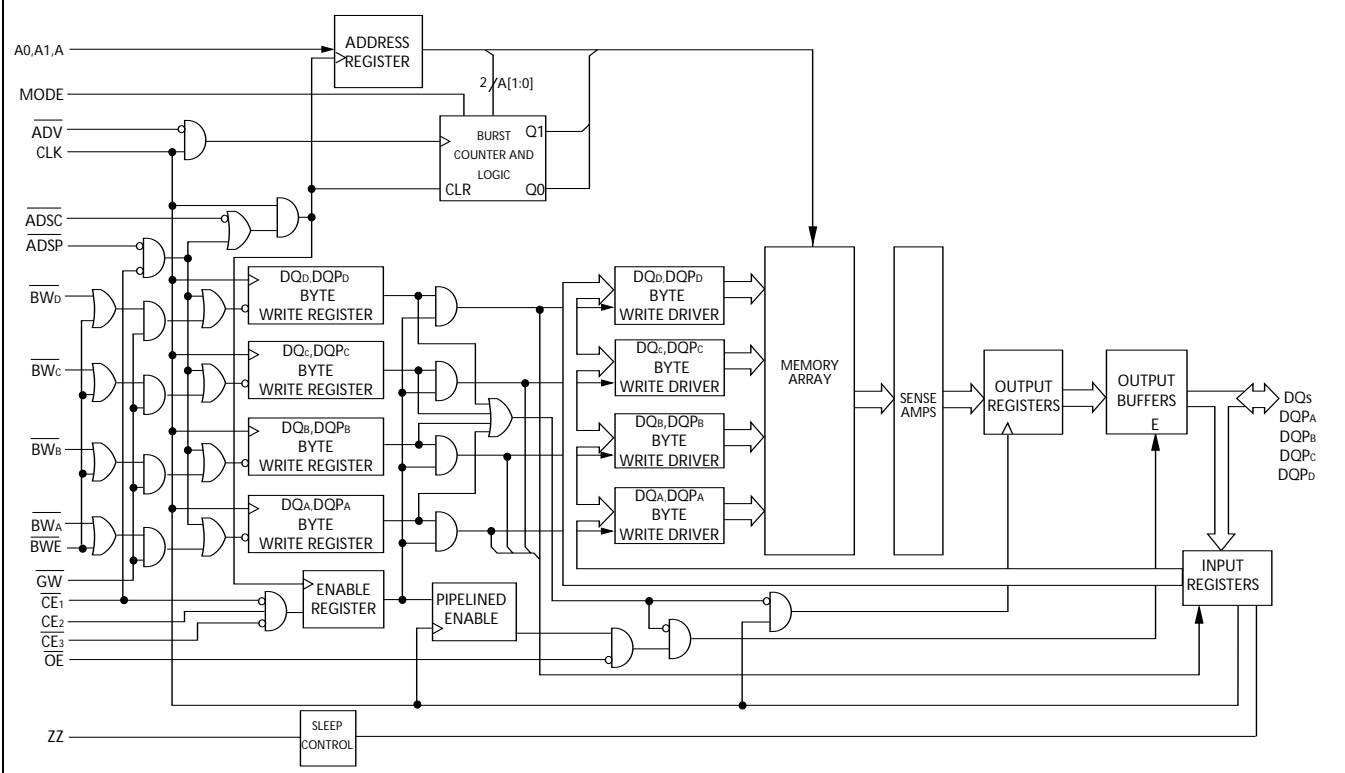 A0,A1,A
ADDRESS
REGISTER
2
A[1:0]
MODE
ADV
CLK
BURST
COUNTER AND
LOGIC
CLR
Q1
Q0
ADSC
ADSP
BWD
BWC
BWB
BWA
BWE
GW
CE1
CE2
CE3
OE
ZZ
DQD,DQPD
BYTE
WRITE REGISTER
DQc,DQPC
BYTE
WRITE REGISTER
DQB,DQPB
BYTE
WRITE REGISTER
DQA,DQPA
BYTE
WRITE REGISTER
ENABLE
REGISTER
PIPELINED
ENABLE
SLEEP
CONTROL
DQD,DQPD
BYTE
WRITE DRIVER
DQc,DQPC
BYTE
WRITE DRIVER
DQB,DQPB
BYTE
WRITE DRIVER
DQA,DQPA
BYTE
WRITE DRIVER
MEMORY
ARRAY
SENSE
AMPS
OUTPUT
REGISTERS
OUTPUT
BUFFERS
E
INPUT
REGISTERS
DQs
DQPA
DQPB
DQPC
DQPD